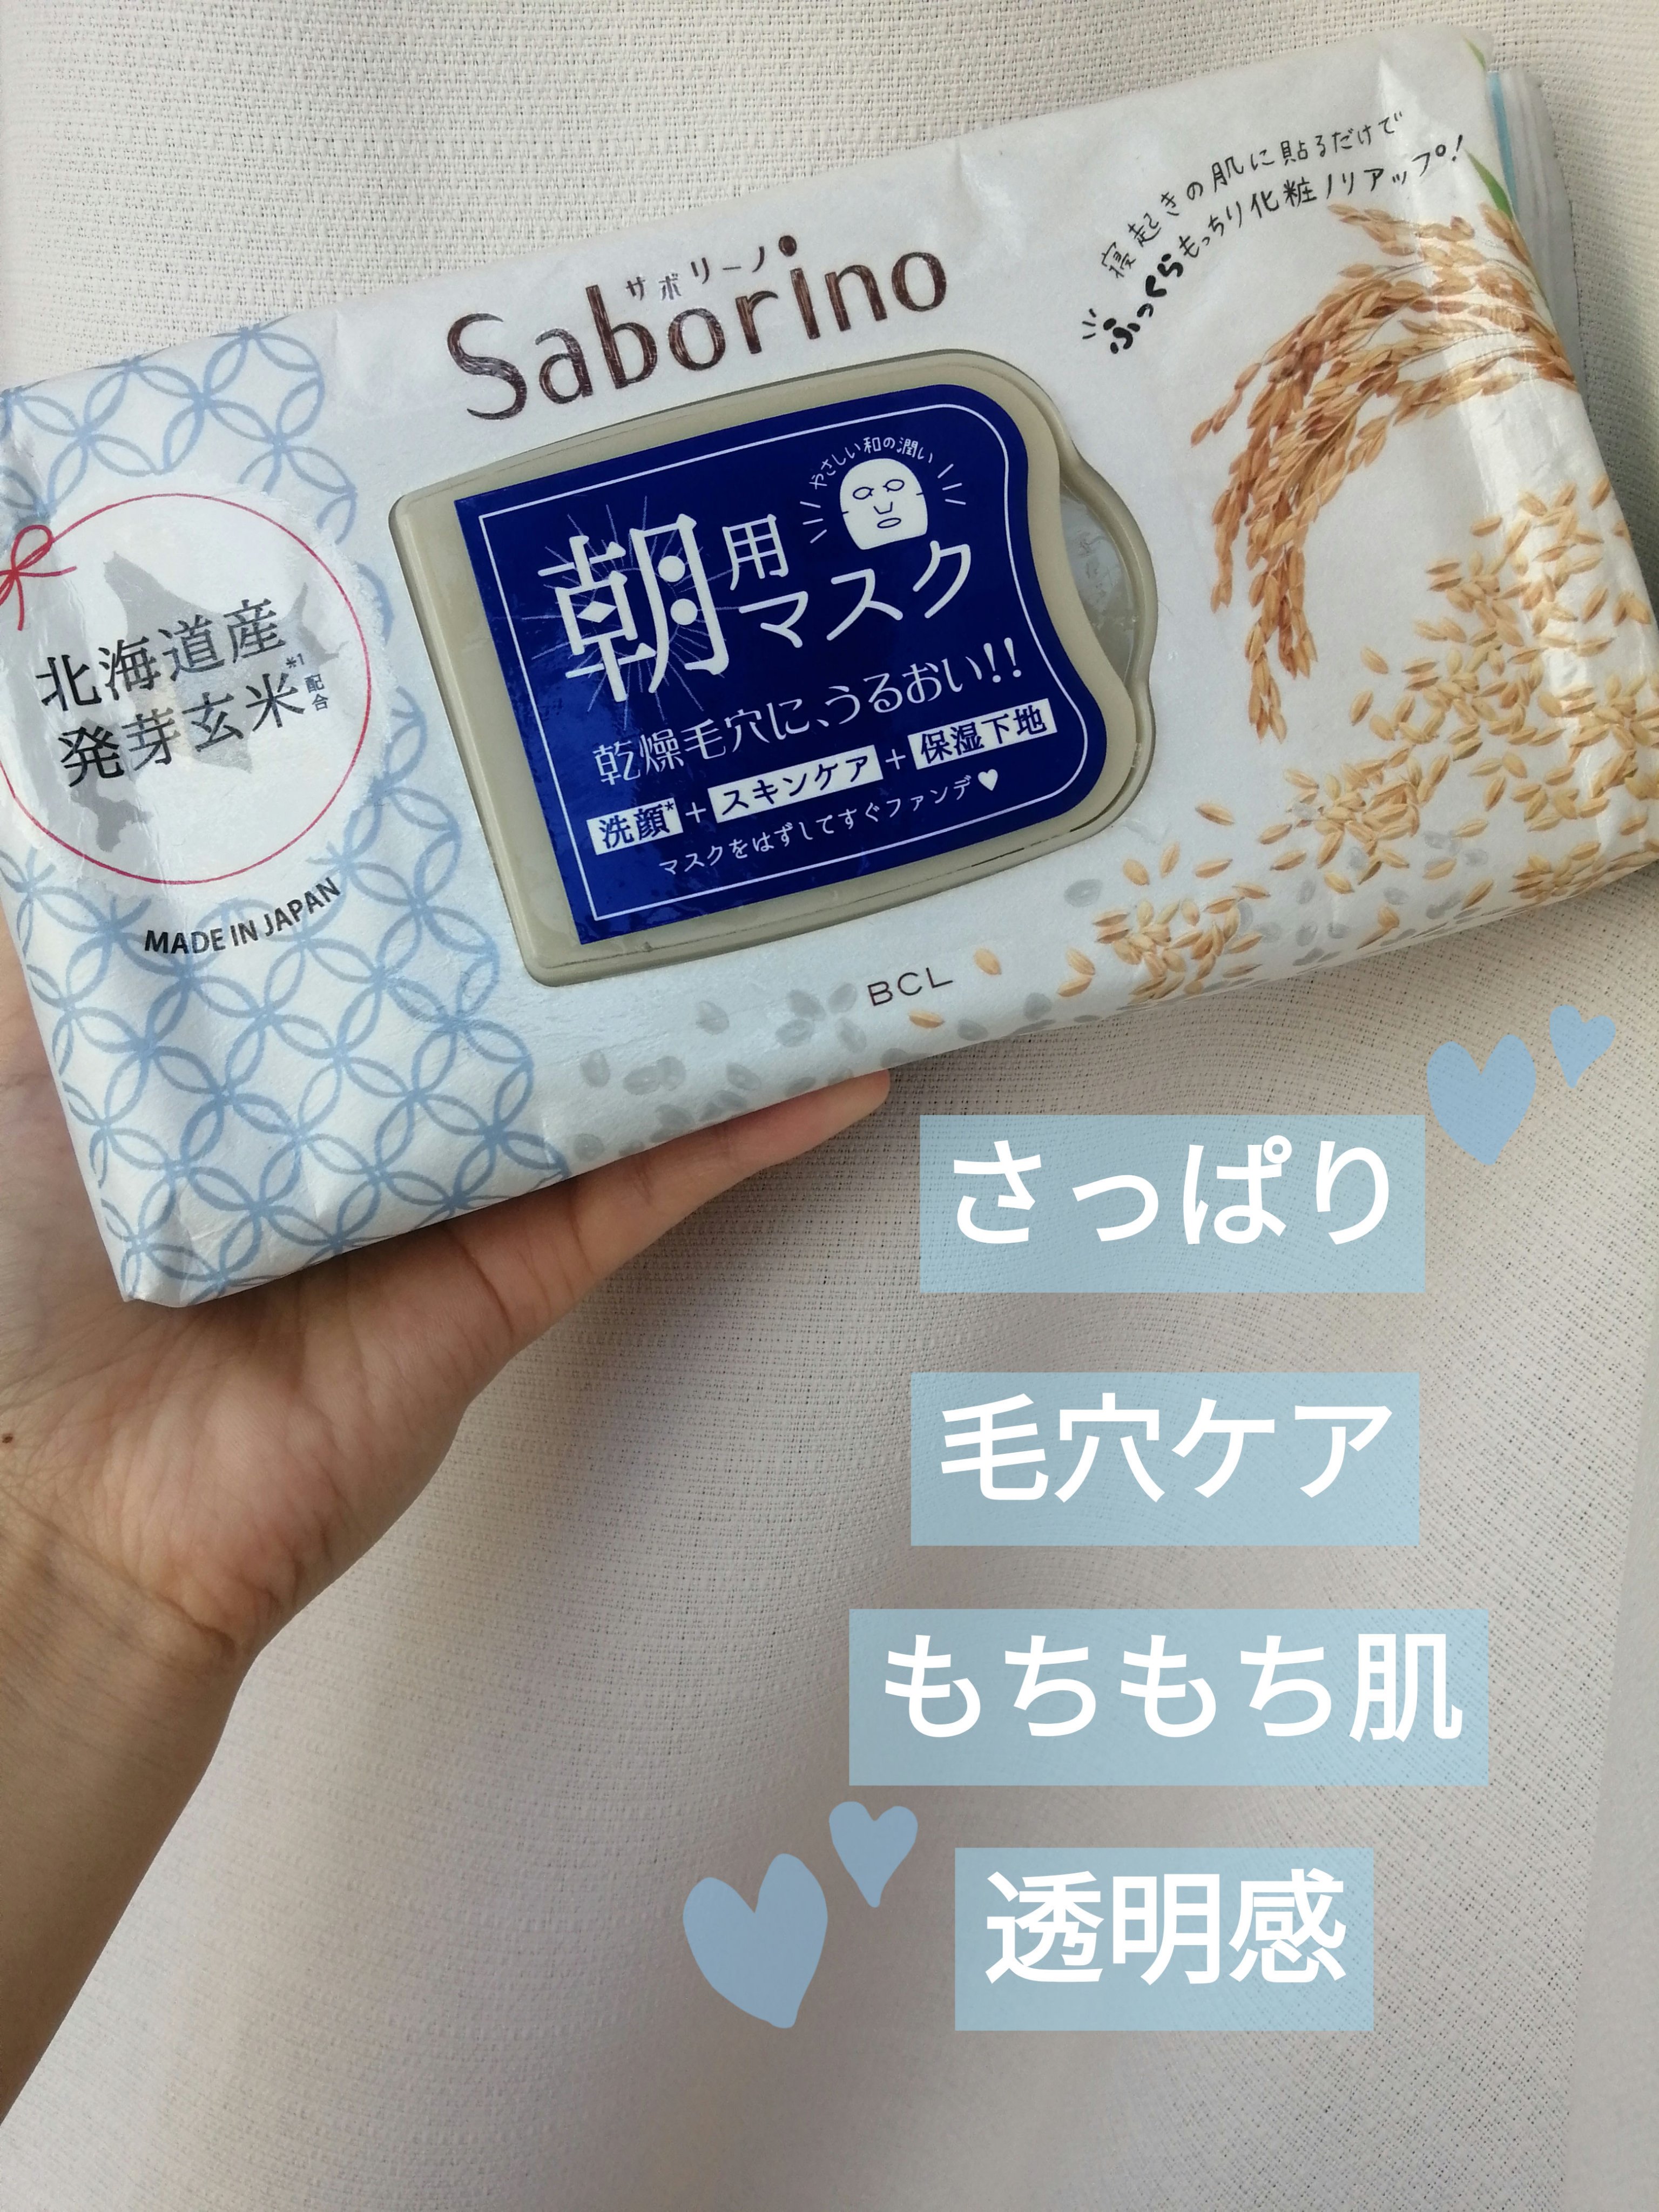 寝起きの肌に貼るだけで
ふっくらもっちり化粧ノリアップ!
サボリーノ
Saborino
やさしい和の潤い
朝用マスク
乾燥毛穴に、うるおい!!
洗顔*+スキンケア+保湿下地
マスクをはずしてすぐファンデ♥
北海道産
発芽玄米*1配合
MADE IN JAPAN
BCL
さっぱり
毛穴ケア
もちもち肌
透明感